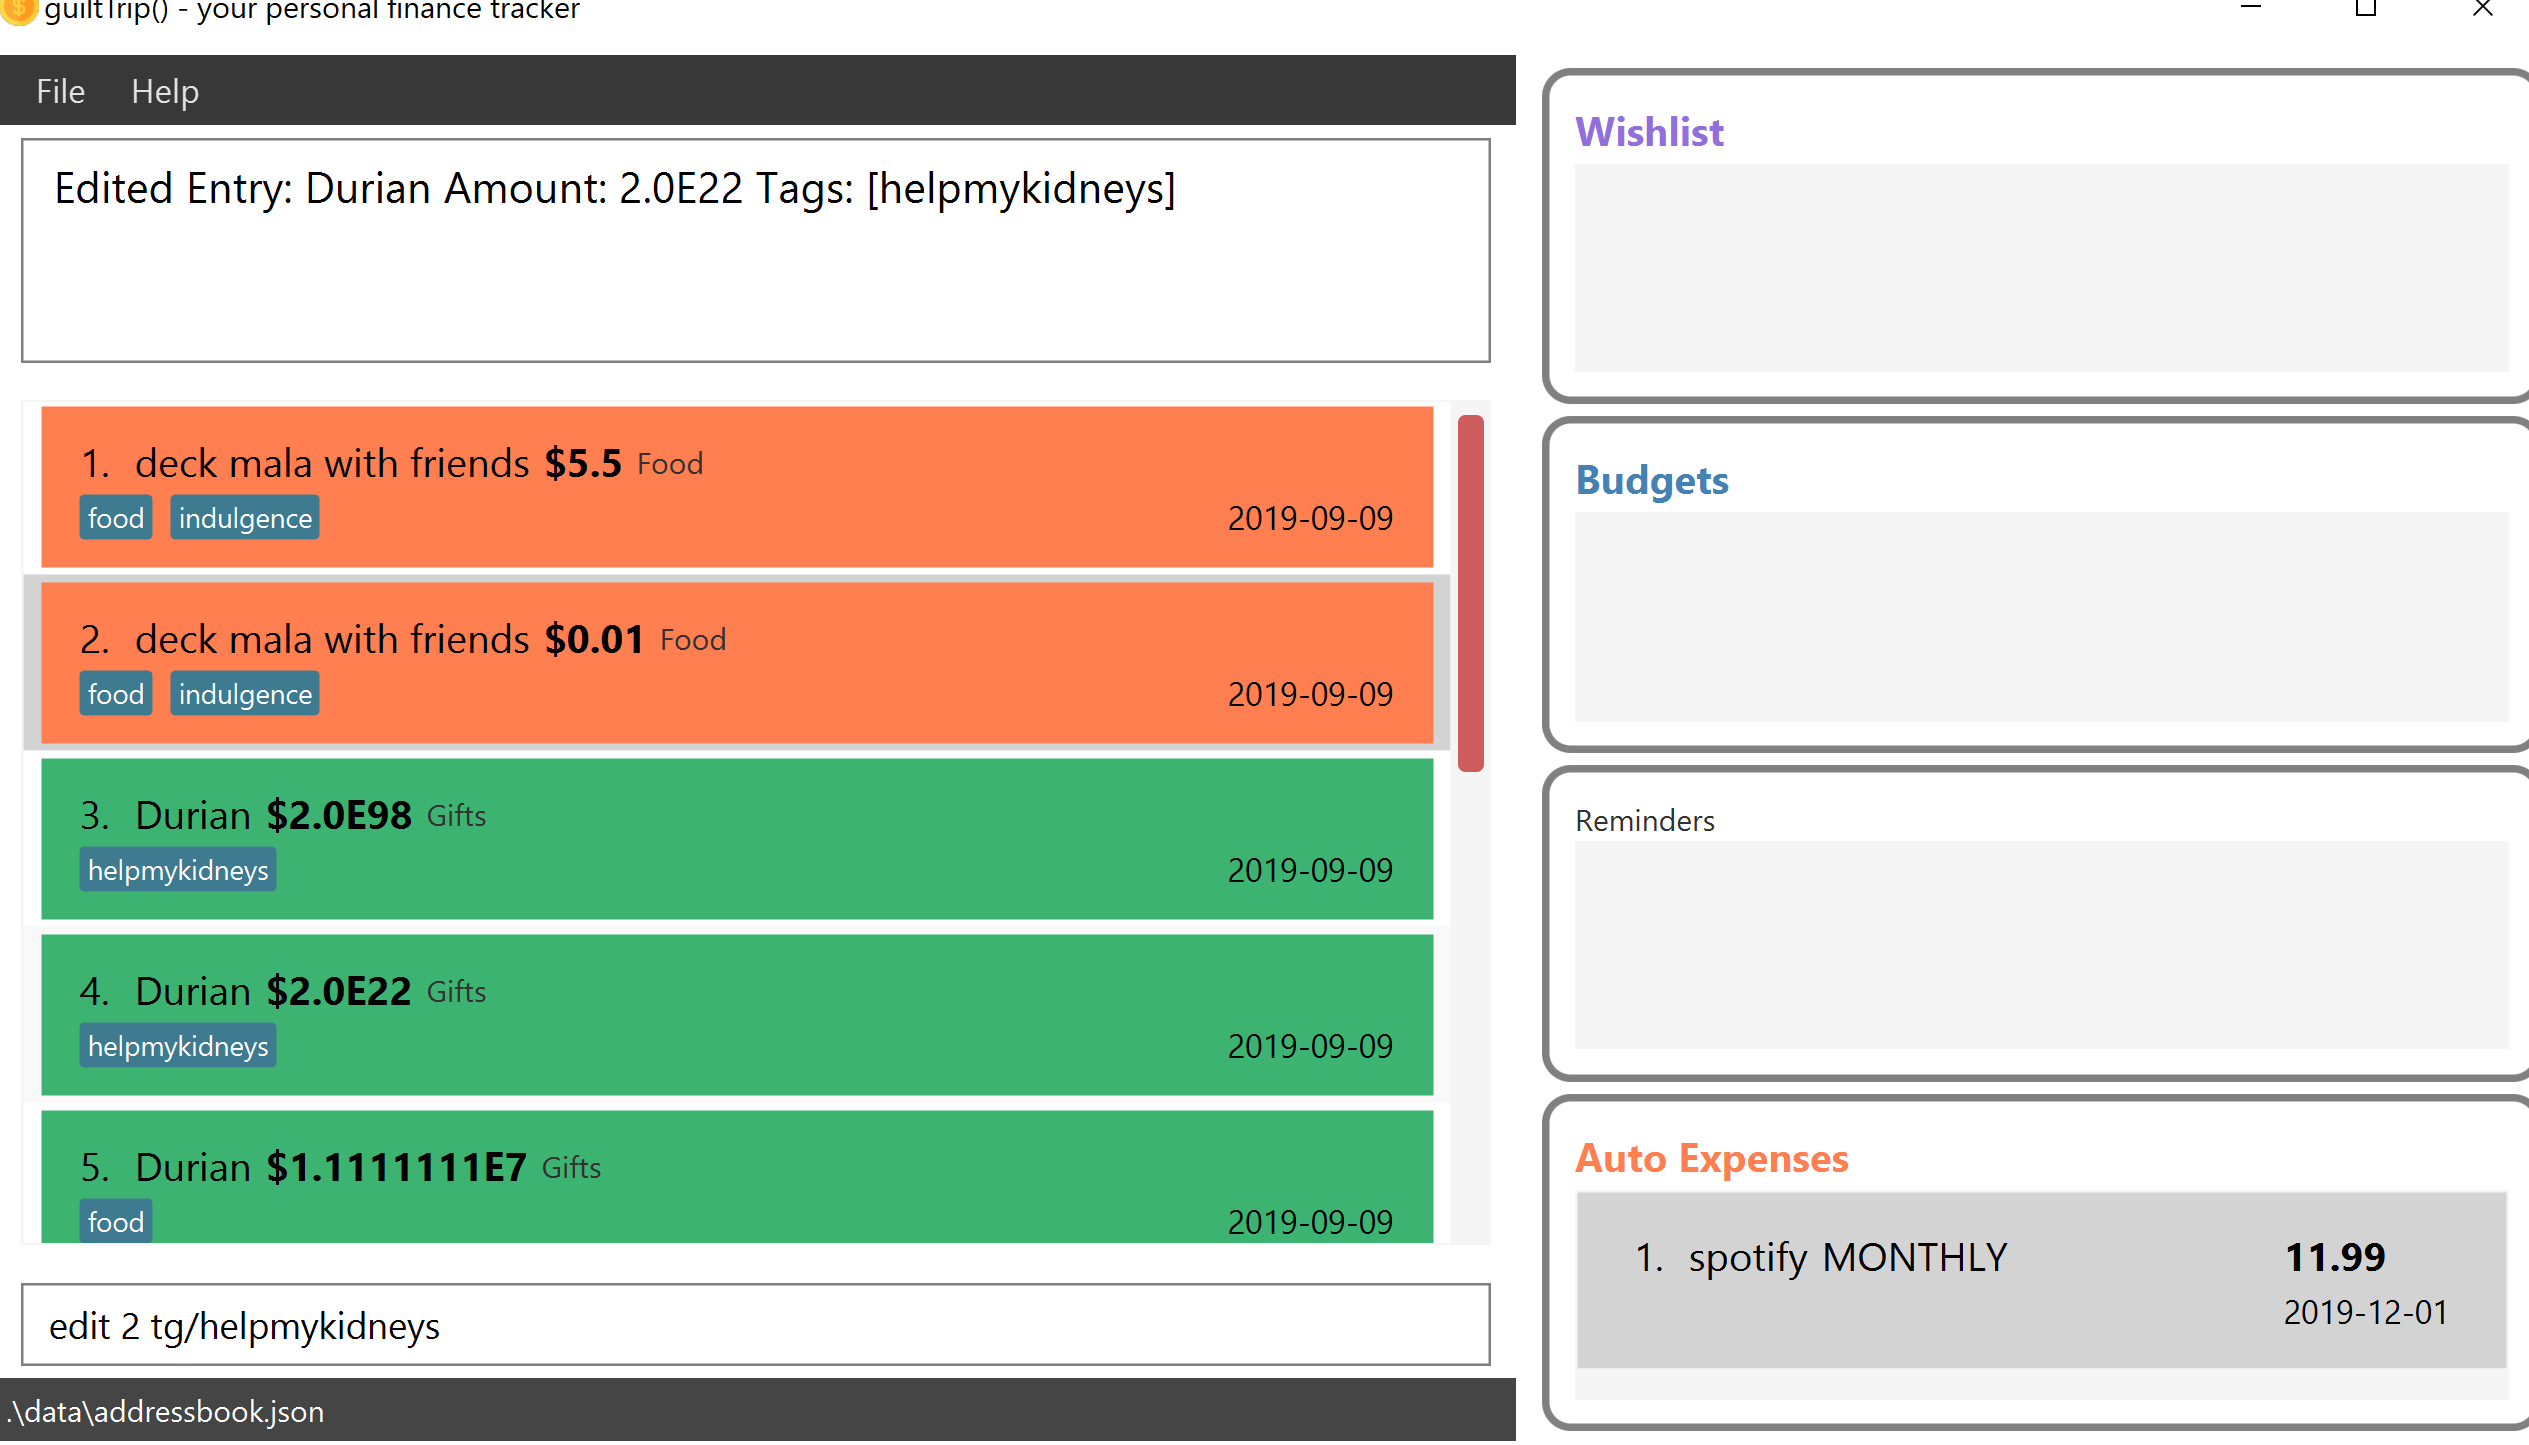 guiltTrip() - your personal finance tracker
File Help
Edited Entry: Durian Amount: 2.0E22 Tags: [helpmykidneys]
1. deck mala with friends $5.5 Food
food indulgence 2019-09-09
2. deck mala with friends $0.01 Food
food indulgence 2019-09-09
3. Durian $2.0E98 Gifts
helpmykidneys 2019-09-09
4. Durian $2.0E22 Gifts
helpmykidneys 2019-09-09
5. Durian $1.1111111E7 Gifts
food 2019-09-09
edit 2 tg/helpmykidneys
.\data\addressbook.json
Wishlist
Budgets
Reminders
Auto Expenses
1. spotify MONTHLY 11.99
2019-12-01